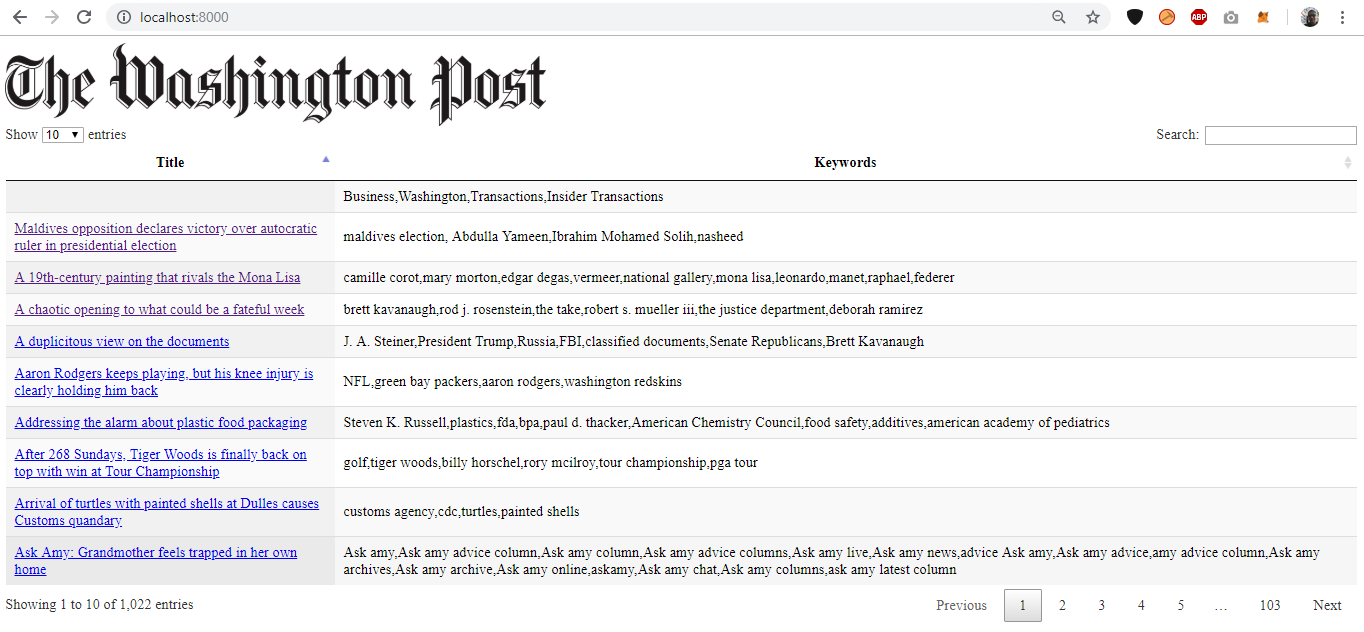 localhost:8000
ABP
The Washington Post
Show 10 entries
Search:
Title Keywords
Business,Washington,Transactions,Insider Transactions
Maldives opposition declares victory over autocratic
ruler in presidential election
maldives election, Abdulla Yameen,Ibrahim Mohamed Solih,nasheed
A 19th-century painting that rivals the Mona Lisa
camille corot,mary morton,edgar degas,vermeer,national gallery,mona lisa,leonardo,manet,raphael,federer
A chaotic opening to what could be a fateful week
brett kavanaugh,rod j. rosenstein,the take,robert s. mueller iii,the justice department,deborah ramirez
A duplicitous view on the documents
J. A. Steiner,President Trump,Russia,FBI,classified documents,Senate Republicans,Brett Kavanaugh
Aaron Rodgers keeps playing, but his knee injury is
clearly holding him back
NFL,green bay packers,aaron rodgers,washington redskins
Addressing the alarm about plastic food packaging
Steven K. Russell,plastics,fda,bpa,paul d. thacker,American Chemistry Council,food safety,additives,american academy of pediatrics
After 268 Sundays, Tiger Woods is finally back on
top with win at Tour Championship
golf,tiger woods,billy horschel,rory mcilroy,tour championship,pga tour
Arrival of turtles with painted shells at Dulles causes
Customs quandary
customs agency,cdc,turtles,painted shells
Ask Amy: Grandmother feels trapped in her own
home
Ask amy,Ask amy advice column,Ask amy column,Ask amy advice columns,Ask amy live,Ask amy news,advice Ask amy,Ask amy advice,amy advice column,Ask amy
archives,Ask amy archive,Ask amy online,askamy,Ask amy chat,Ask amy columns,ask amy latest column
Showing 1 to 10 of 1,022 entries
Previous 1 2 3 4 5 … 103 Next